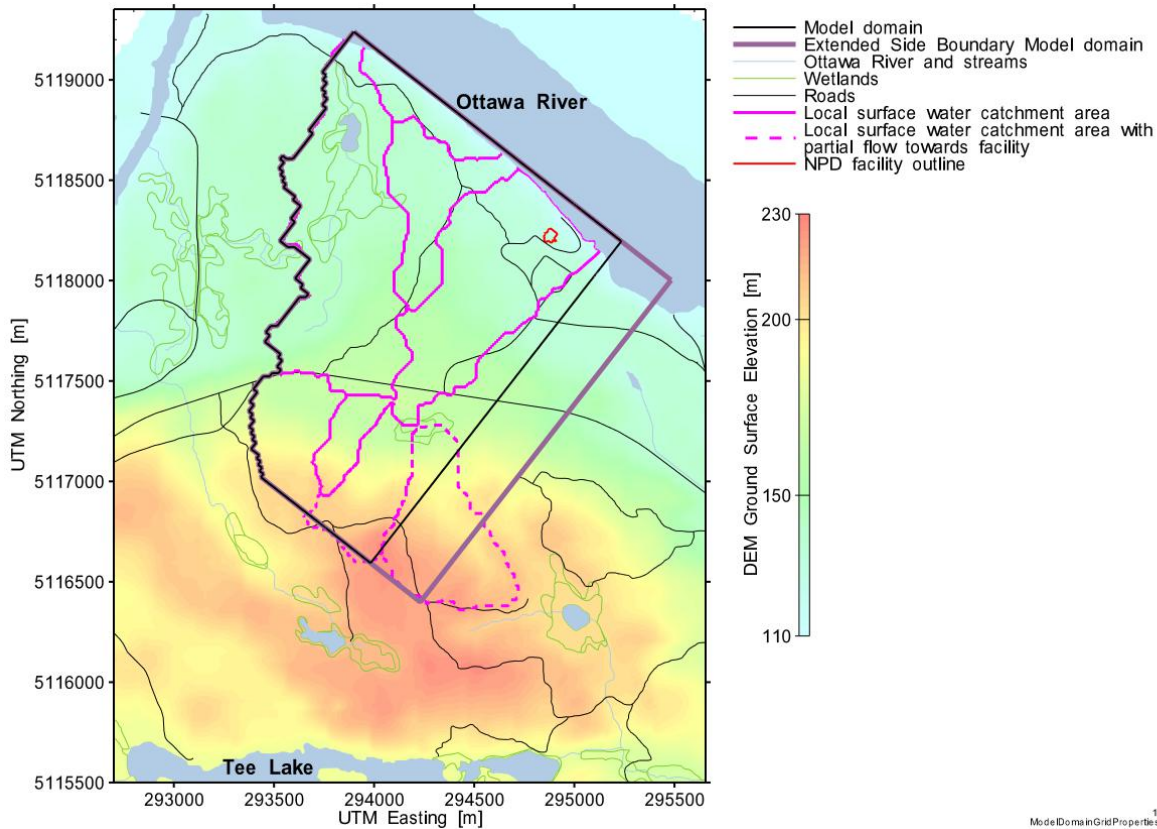 Model domain
Extended Side Boundary Model domain
Ottawa River and streams
Wetlands
Roads
Local surface water catchment area
Local surface water catchment area with
partial flow towards facility
NPD facility outline
5119000
5118500
5118000
5117500
5117000
5116500
5116000
5115500
UTM Northing [m]
Ottawa River
Tee Lake
293000 293500 294000 294500 295000 295500
UTM Easting [m]
230
200
150
110
DEM Ground Surface Elevation [m]
1
ModelDomainGridProperties